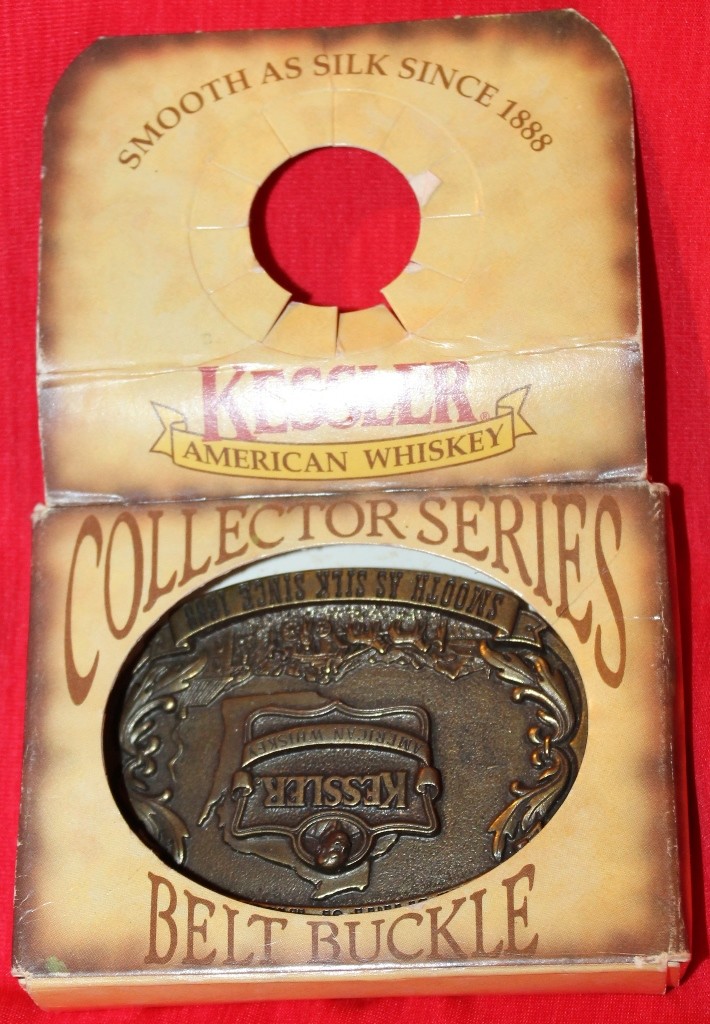 SMOOTH AS SILK SINCE 1888
KESSLER®
AMERICAN WHISKEY
COLLECTOR SERIES
SMOOTH AS SILK SINCE 1888
AMERICAN WHISKEY
KESSLER
BELT BUCKLE